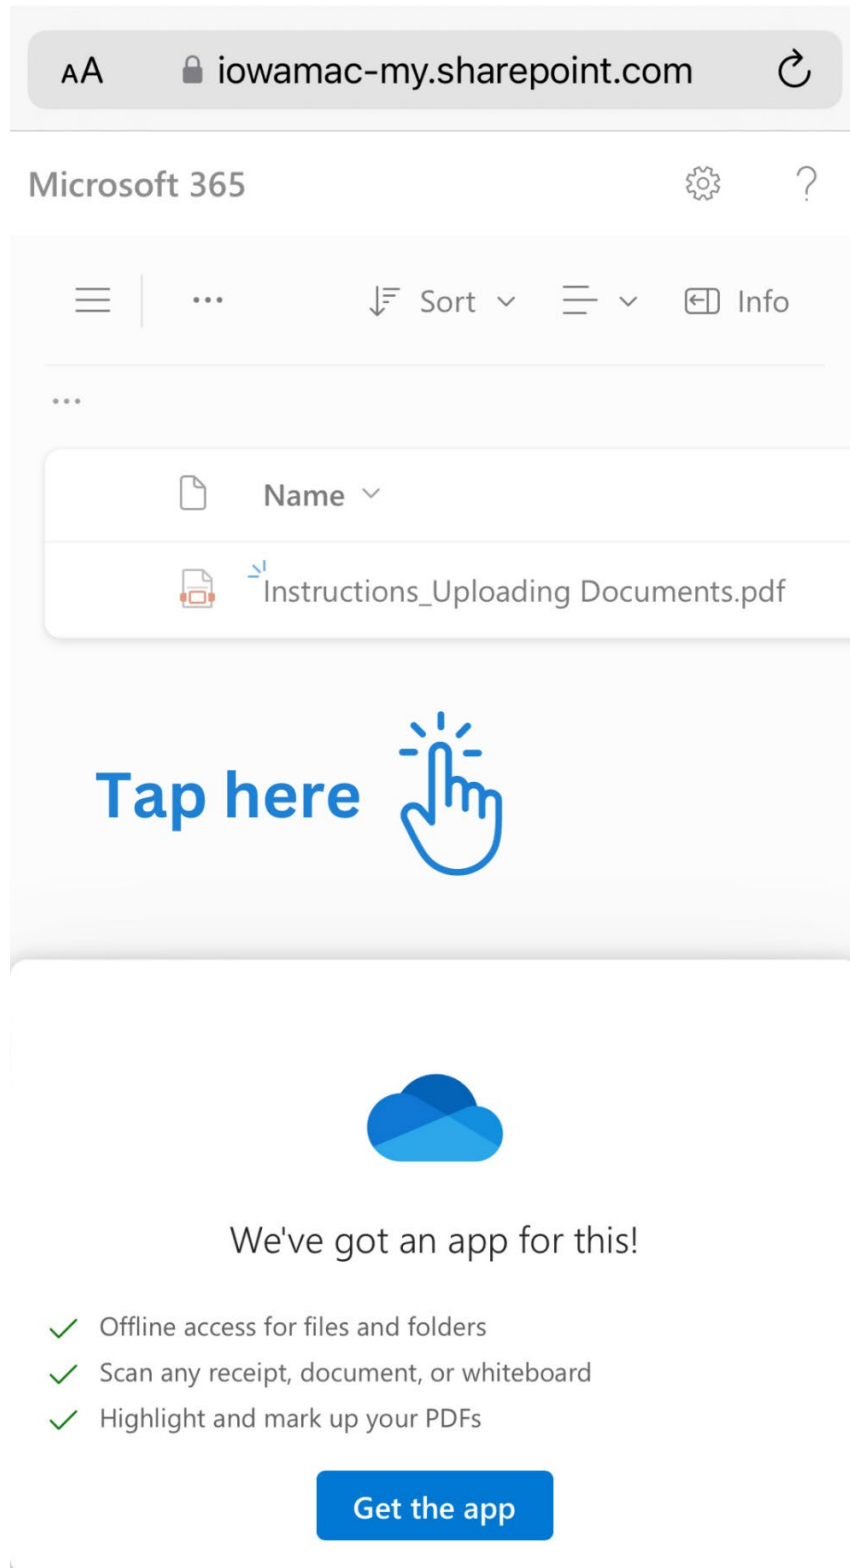 AA iowamac-my.sharepoint.com
Microsoft 365 ?
... Sort Info
...
Name
Instructions_Uploading Documents.pdf
Tap here
We've got an app for this!
Offline access for files and folders
Scan any receipt, document, or whiteboard
Highlight and mark up your PDFs
Get the app